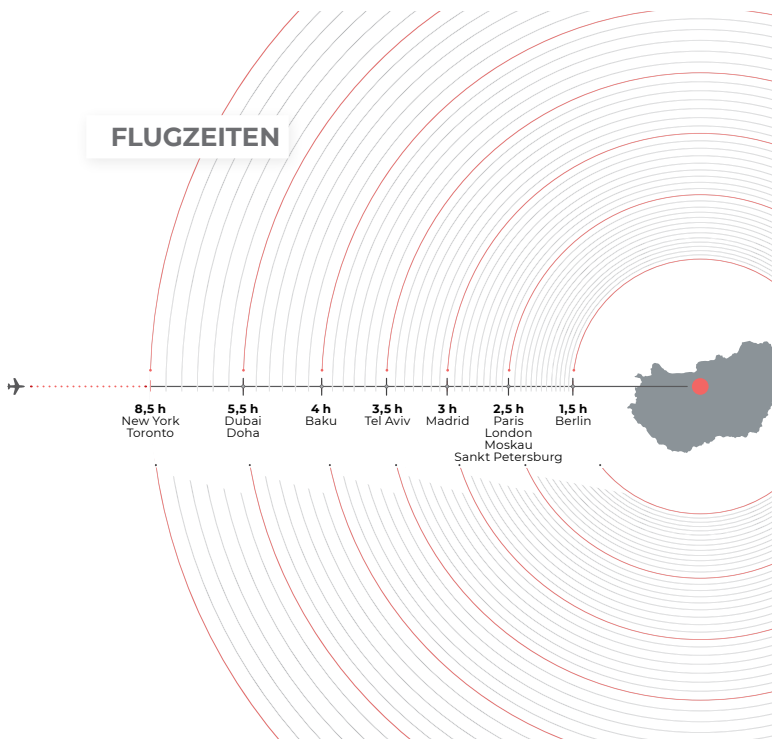 FLUGZEITEN
8,5 h
New York
Toronto
5,5 h
Dubai
Doha
4 h
Baku
3,5 h
Tel Aviv
3 h
Madrid
2,5 h
Paris
London
Moskau
Sankt Petersburg
1,5 h
Berlin